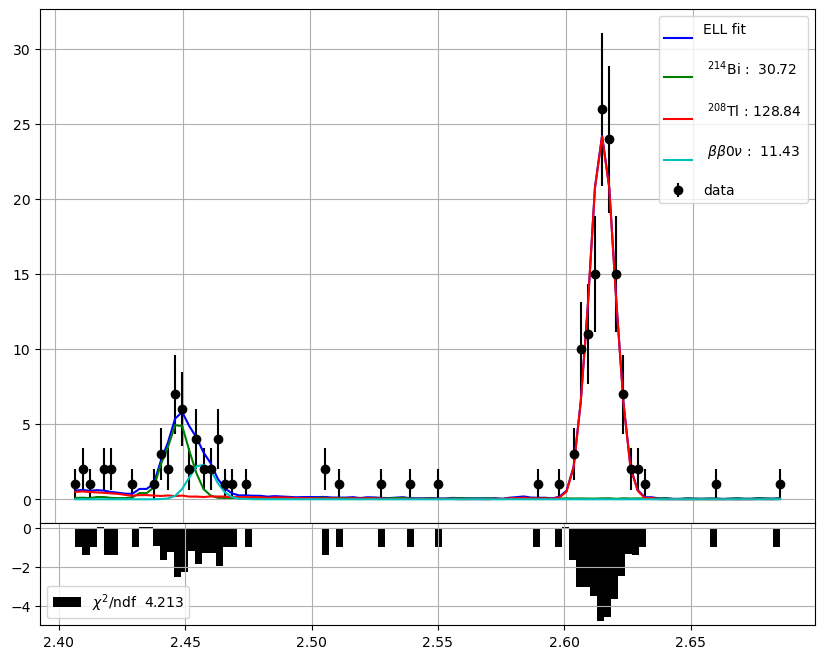 30
25
20
15
10
5
0
ELL fit
²¹⁴Bi : 30.72
²⁰⁸Tl : 128.84
ββ0ν : 11.43
data
0
−2
−4
χ²/ndf 4.213
2.40
2.45
2.50
2.55
2.60
2.65